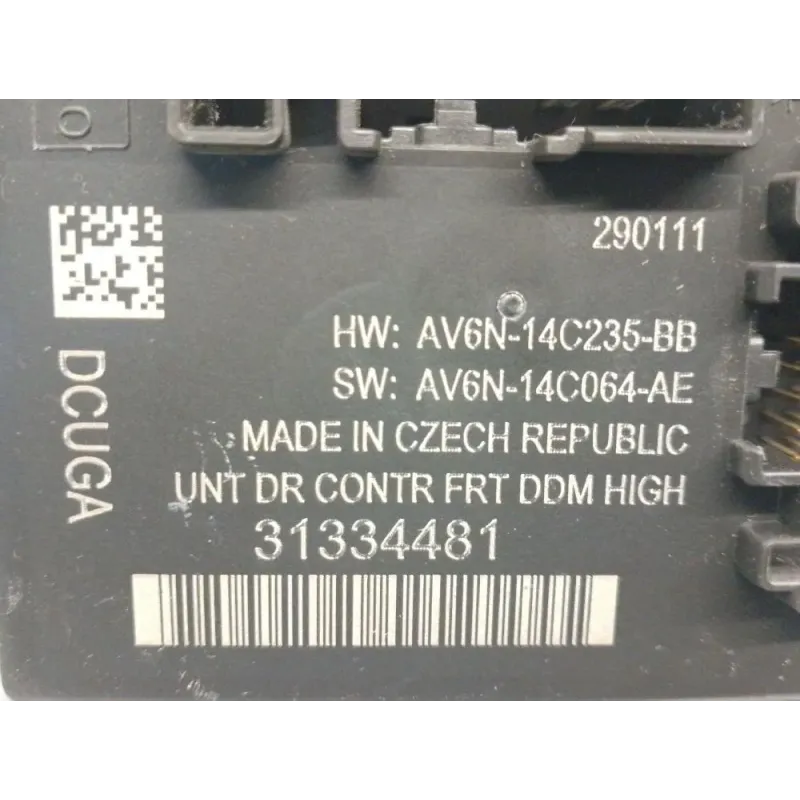 O
290111
HW: AV6N-14C235-BB
SW: AV6N-14C064-AE
MADE IN CZECH REPUBLIC
UNT DR CONTR FRT DDM HIGH
31334481
DCUGA